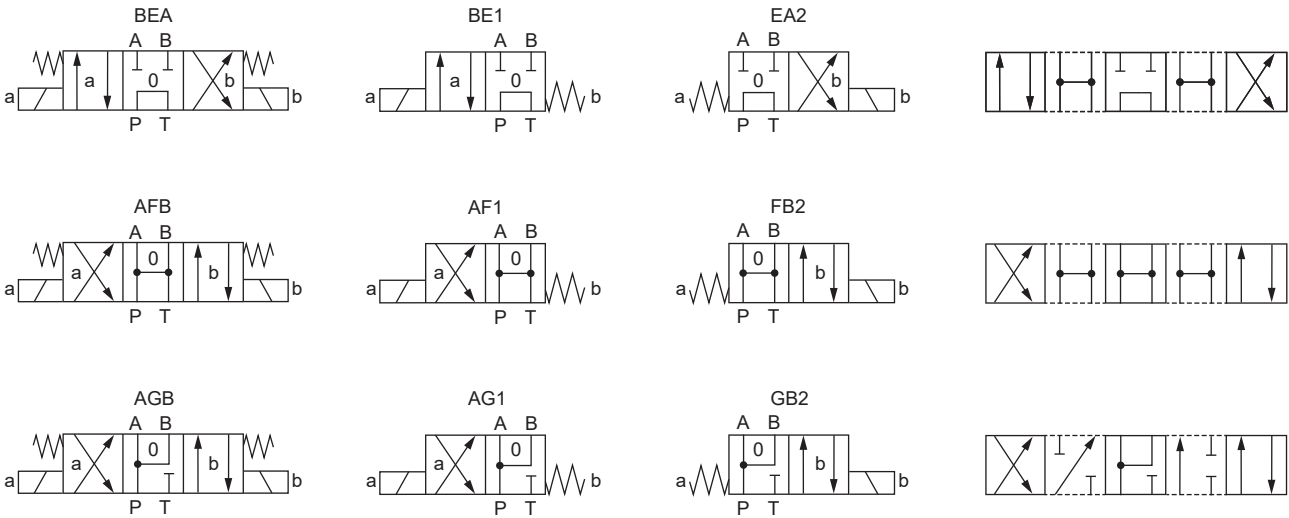 BEA BE1 EA2
A B A B A B
a a 0 b b a 0 b a 0 b b
P T P T P T
AFB AF1 FB2
A B A B A B
a a 0 b b a a 0 b a 0 b b
P T P T P T
AGB AG1 GB2
A B A B A B
a a 0 b b a a 0 b a 0 b b
P T P T P T